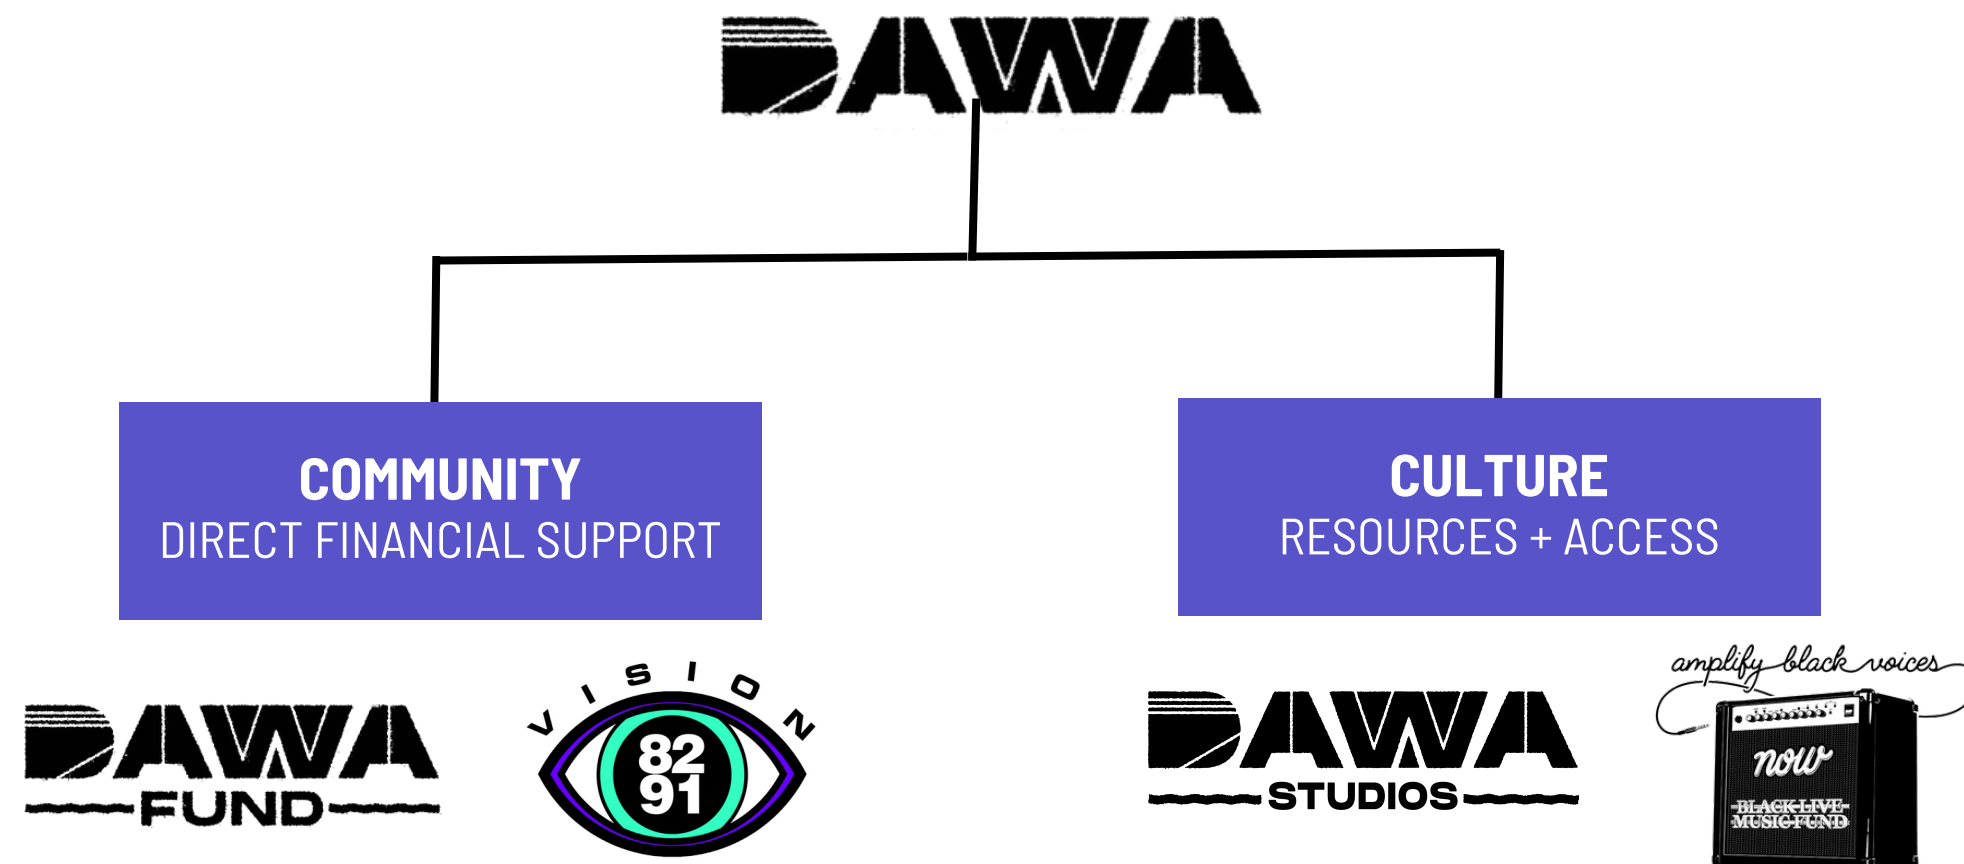 DAWA
COMMUNITY
DIRECT FINANCIAL SUPPORT
CULTURE
RESOURCES + ACCESS
DAWA
FUND
VISION
82
91
DAWA
STUDIOS
amplify black voices
now
BLACK LIVE
MUSIC FUND